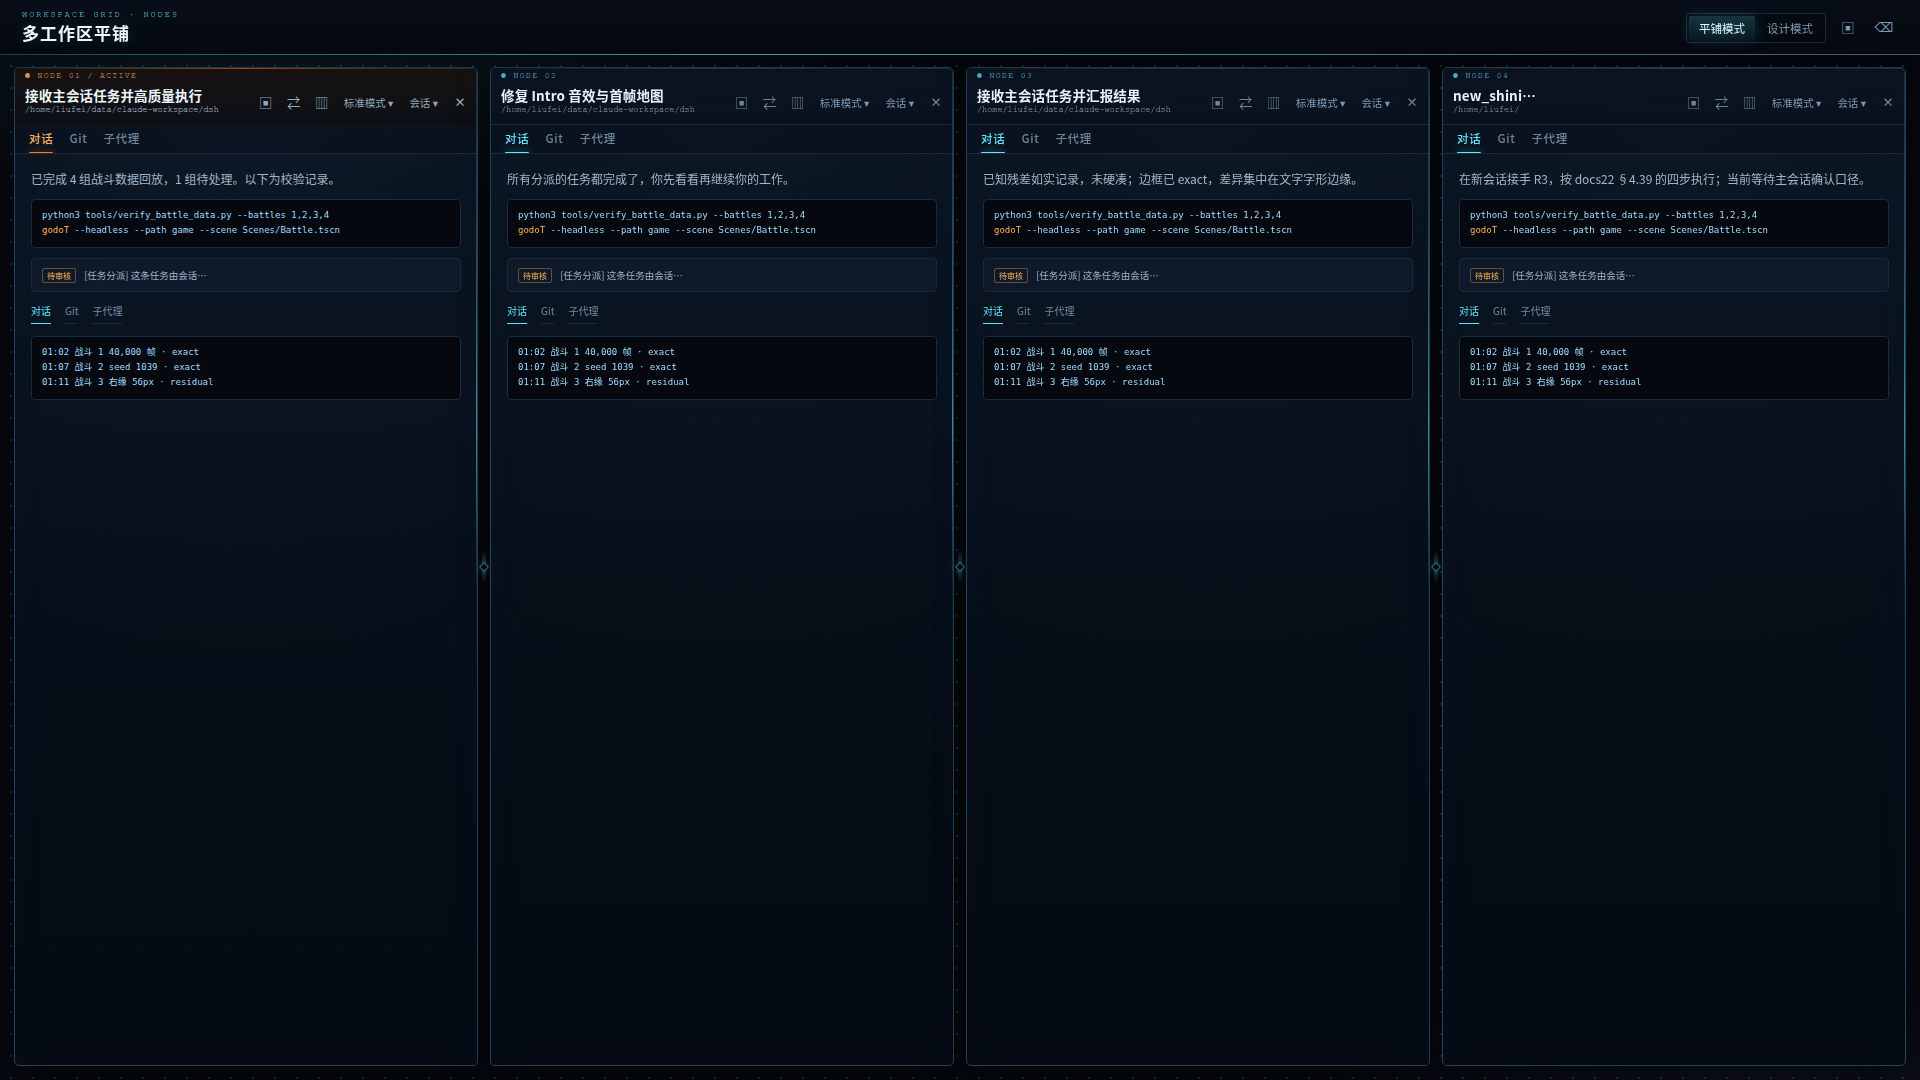 WORKSPACE GRID · NODES
多工作区平铺
平铺模式 设计模式
NODE 01 / ACTIVE
接收主会话任务并高质量执行
/home/liufei/data/claude-workspace/dsh
标准模式 ▾ 会话 ▾ ✕
对话 Git 子代理
已完成 4 组战斗数据回放，1 组待处理。以下为校验记录。
python3 tools/verify_battle_data.py --battles 1,2,3,4
godoT --headless --path game --scene Scenes/Battle.tscn
待审核 [任务分派] 这条任务由会话…
对话 Git 子代理
01:02 战斗 1 40,000 帧 · exact
01:07 战斗 2 seed 1039 · exact
01:11 战斗 3 右缘 56px · residual
NODE 02
修复 Intro 音效与首帧地图
/home/liufei/data/claude-workspace/dsh
标准模式 ▾ 会话 ▾ ✕
对话 Git 子代理
所有分派的任务都完成了，你先看看再继续你的工作。
python3 tools/verify_battle_data.py --battles 1,2,3,4
godoT --headless --path game --scene Scenes/Battle.tscn
待审核 [任务分派] 这条任务由会话…
对话 Git 子代理
01:02 战斗 1 40,000 帧 · exact
01:07 战斗 2 seed 1039 · exact
01:11 战斗 3 右缘 56px · residual
NODE 03
接收主会话任务并汇报结果
/home/liufei/data/claude-workspace/dsh
标准模式 ▾ 会话 ▾ ✕
对话 Git 子代理
已知残差如实记录，未硬凑；边框已 exact，差异集中在文字字形边缘。
python3 tools/verify_battle_data.py --battles 1,2,3,4
godoT --headless --path game --scene Scenes/Battle.tscn
待审核 [任务分派] 这条任务由会话…
对话 Git 子代理
01:02 战斗 1 40,000 帧 · exact
01:07 战斗 2 seed 1039 · exact
01:11 战斗 3 右缘 56px · residual
NODE 04
new_shini…
/home/liufei/
标准模式 ▾ 会话 ▾ ✕
对话 Git 子代理
在新会话接手 R3，按 docs22 §4.39 的四步执行；当前等待主会话确认口径。
python3 tools/verify_battle_data.py --battles 1,2,3,4
godoT --headless --path game --scene Scenes/Battle.tscn
待审核 [任务分派] 这条任务由会话…
对话 Git 子代理
01:02 战斗 1 40,000 帧 · exact
01:07 战斗 2 seed 1039 · exact
01:11 战斗 3 右缘 56px · residual